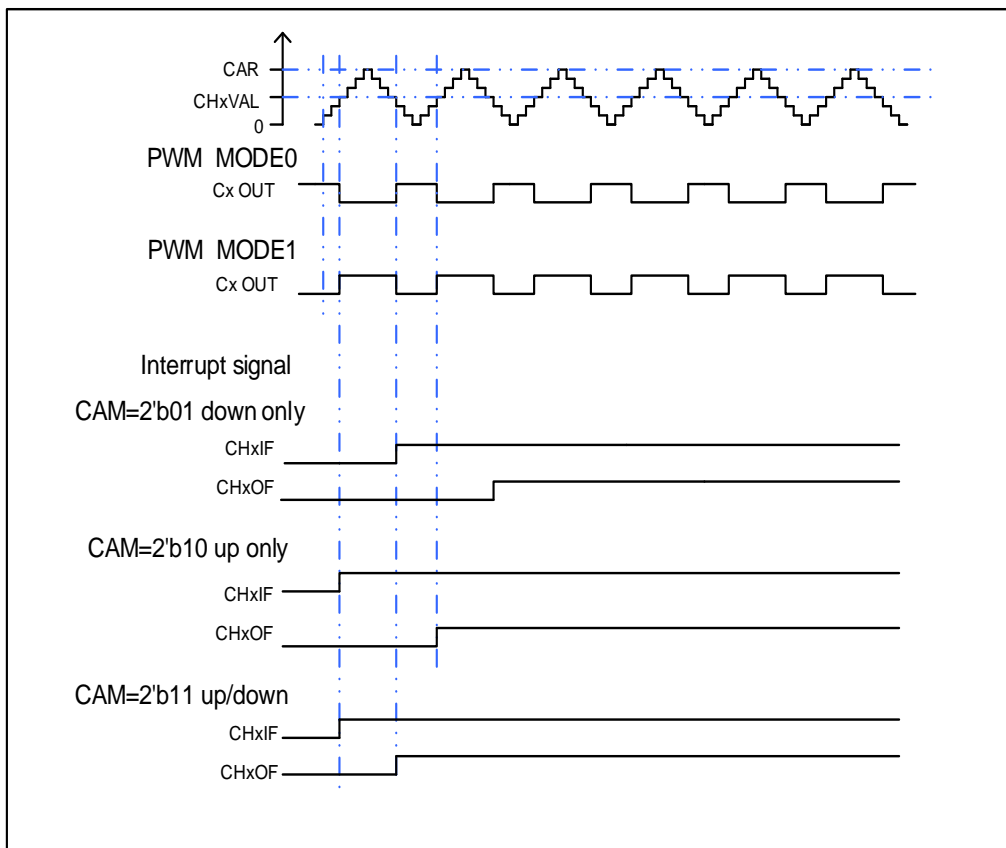 CAR
CHxVAL
0
PWM MODE0
Cx OUT
PWM MODE1
Cx OUT
Interrupt signal
CAM=2'b01 down only
CHxIF
CHxOF
CAM=2'b10 up only
CHxIF
CHxOF
CAM=2'b11 up/down
CHxIF
CHxOF